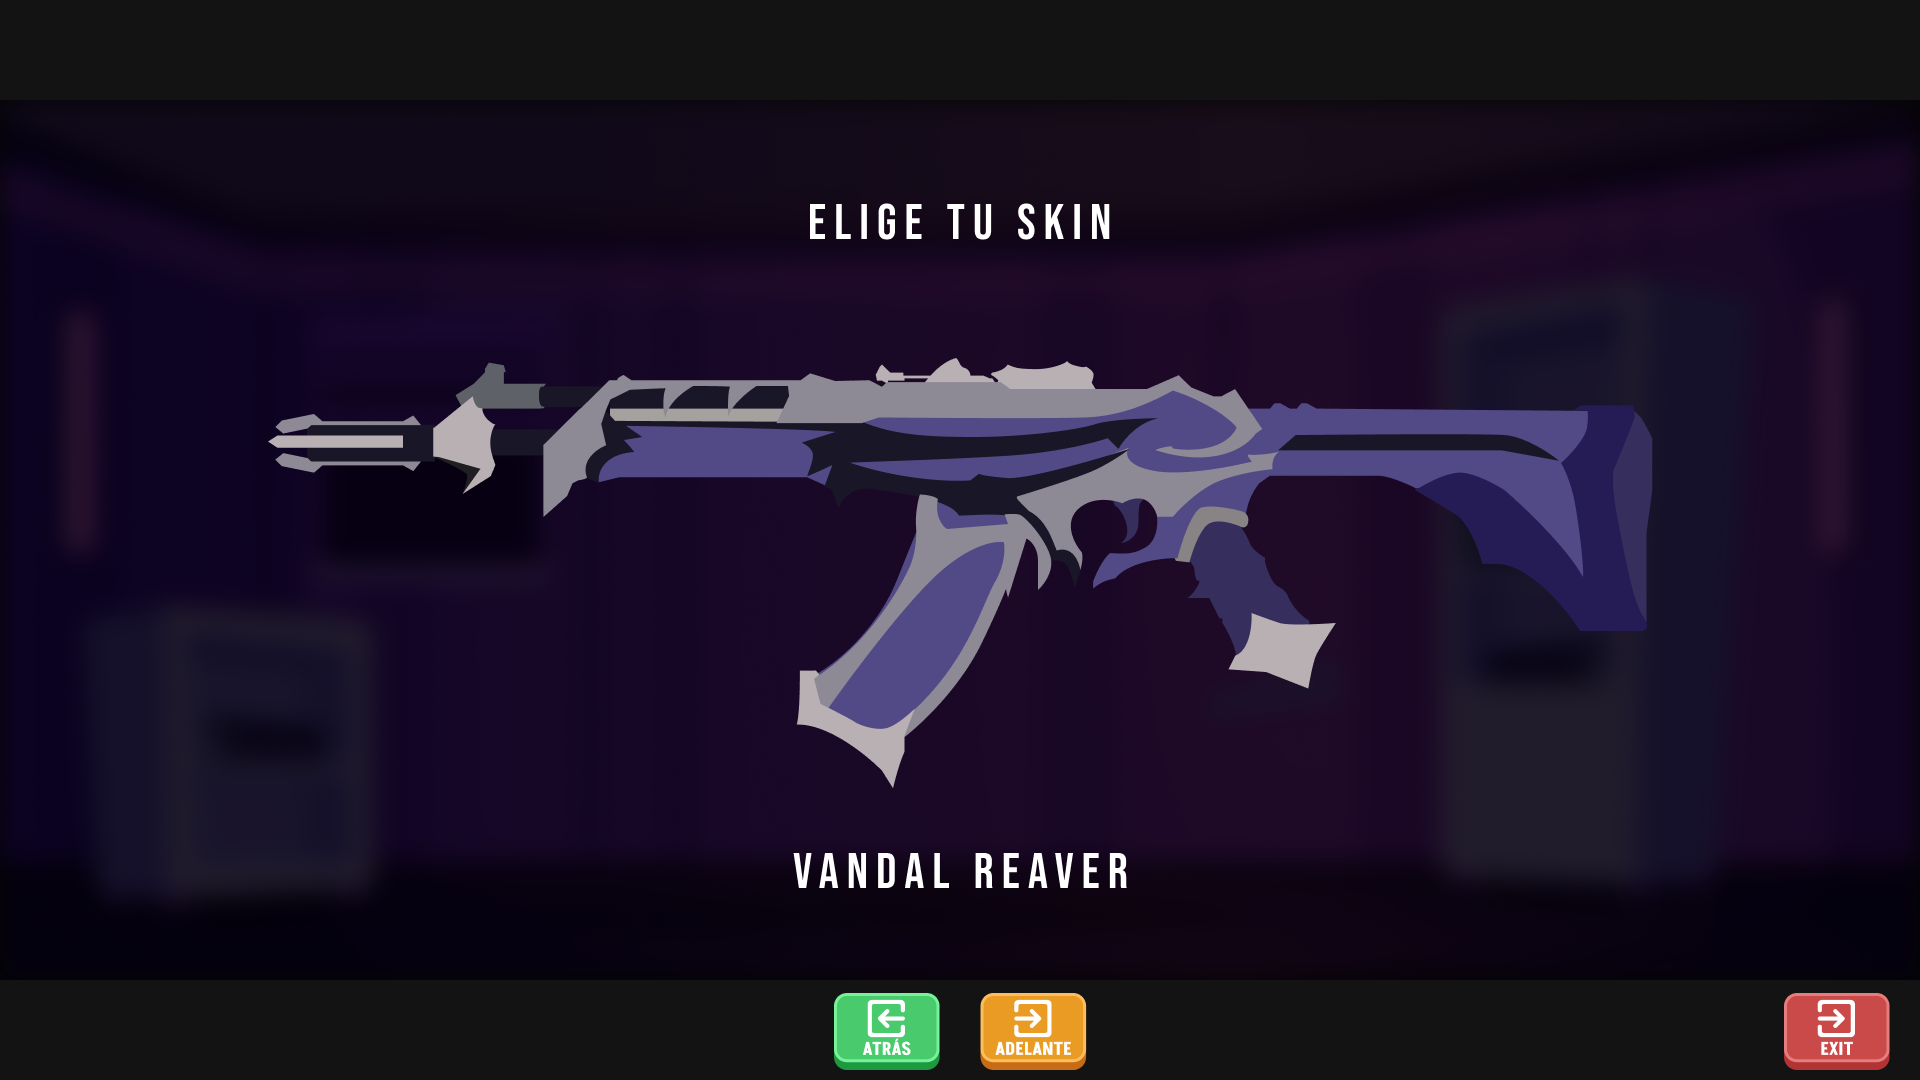 ELIGE TU SKIN
VANDAL REAVER
ATRÁS
ADELANTE
EXIT